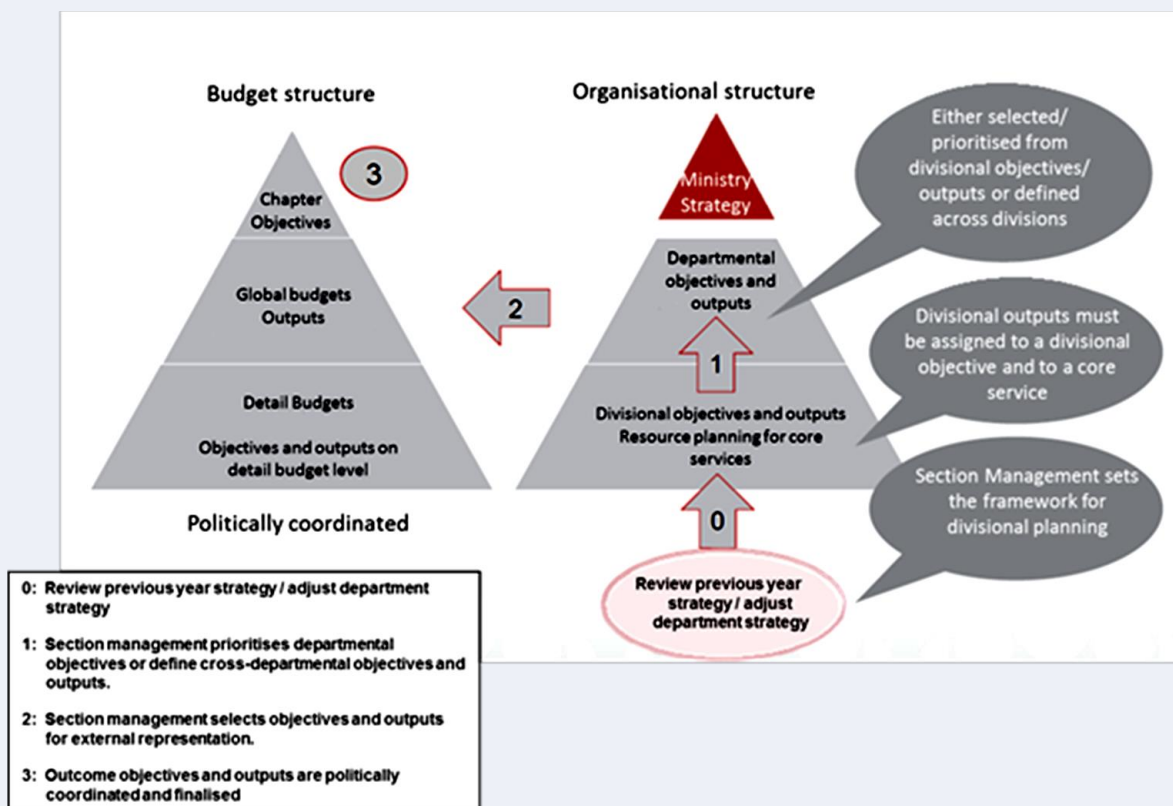 Budget structure
3
Chapter
Objectives
Global budgets
Outputs
Detail Budgets
Objectives and outputs on
detail budget level
Politically coordinated
2
Organisational structure
Ministry
Strategy
Departmental
objectives and
outputs
1
Divisional objectives and outputs
Resource planning for core
services
0
Review previous year
strategy / adjust
department strategy
Either selected/
prioritised from
divisional objectives/
outputs or defined
across divisions
Divisional outputs must
be assigned to a divisional
objective and to a core
service
Section Management sets
the framework for
divisional planning
0: Review previous year strategy / adjust department
strategy
1: Section management prioritises departmental
objectives or define cross-departmental objectives and
outputs.
2: Section management selects objectives and outputs
for external representation.
3: Outcome objectives and outputs are politically
coordinated and finalised